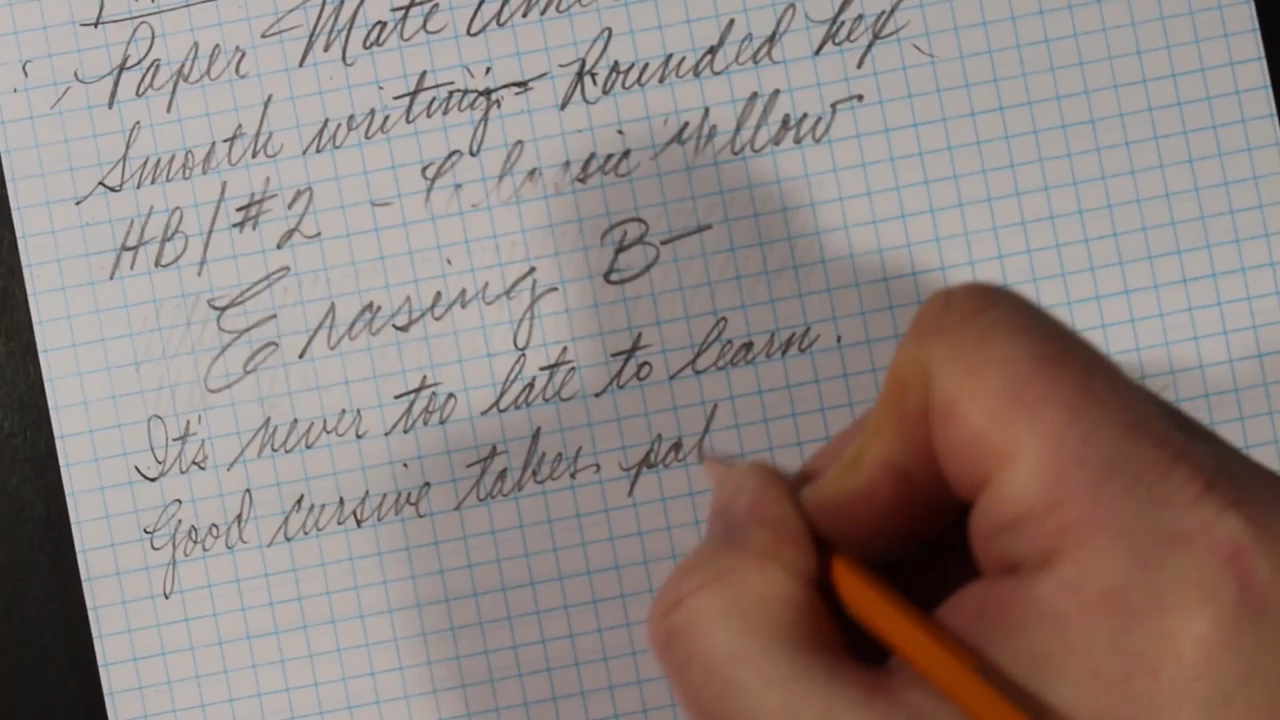 Paper Mate
Smooth writing - Rounded hex
HB/#2 - Classic Yellow
Erasing B-
It's never too late to learn.
Good cursive takes pa